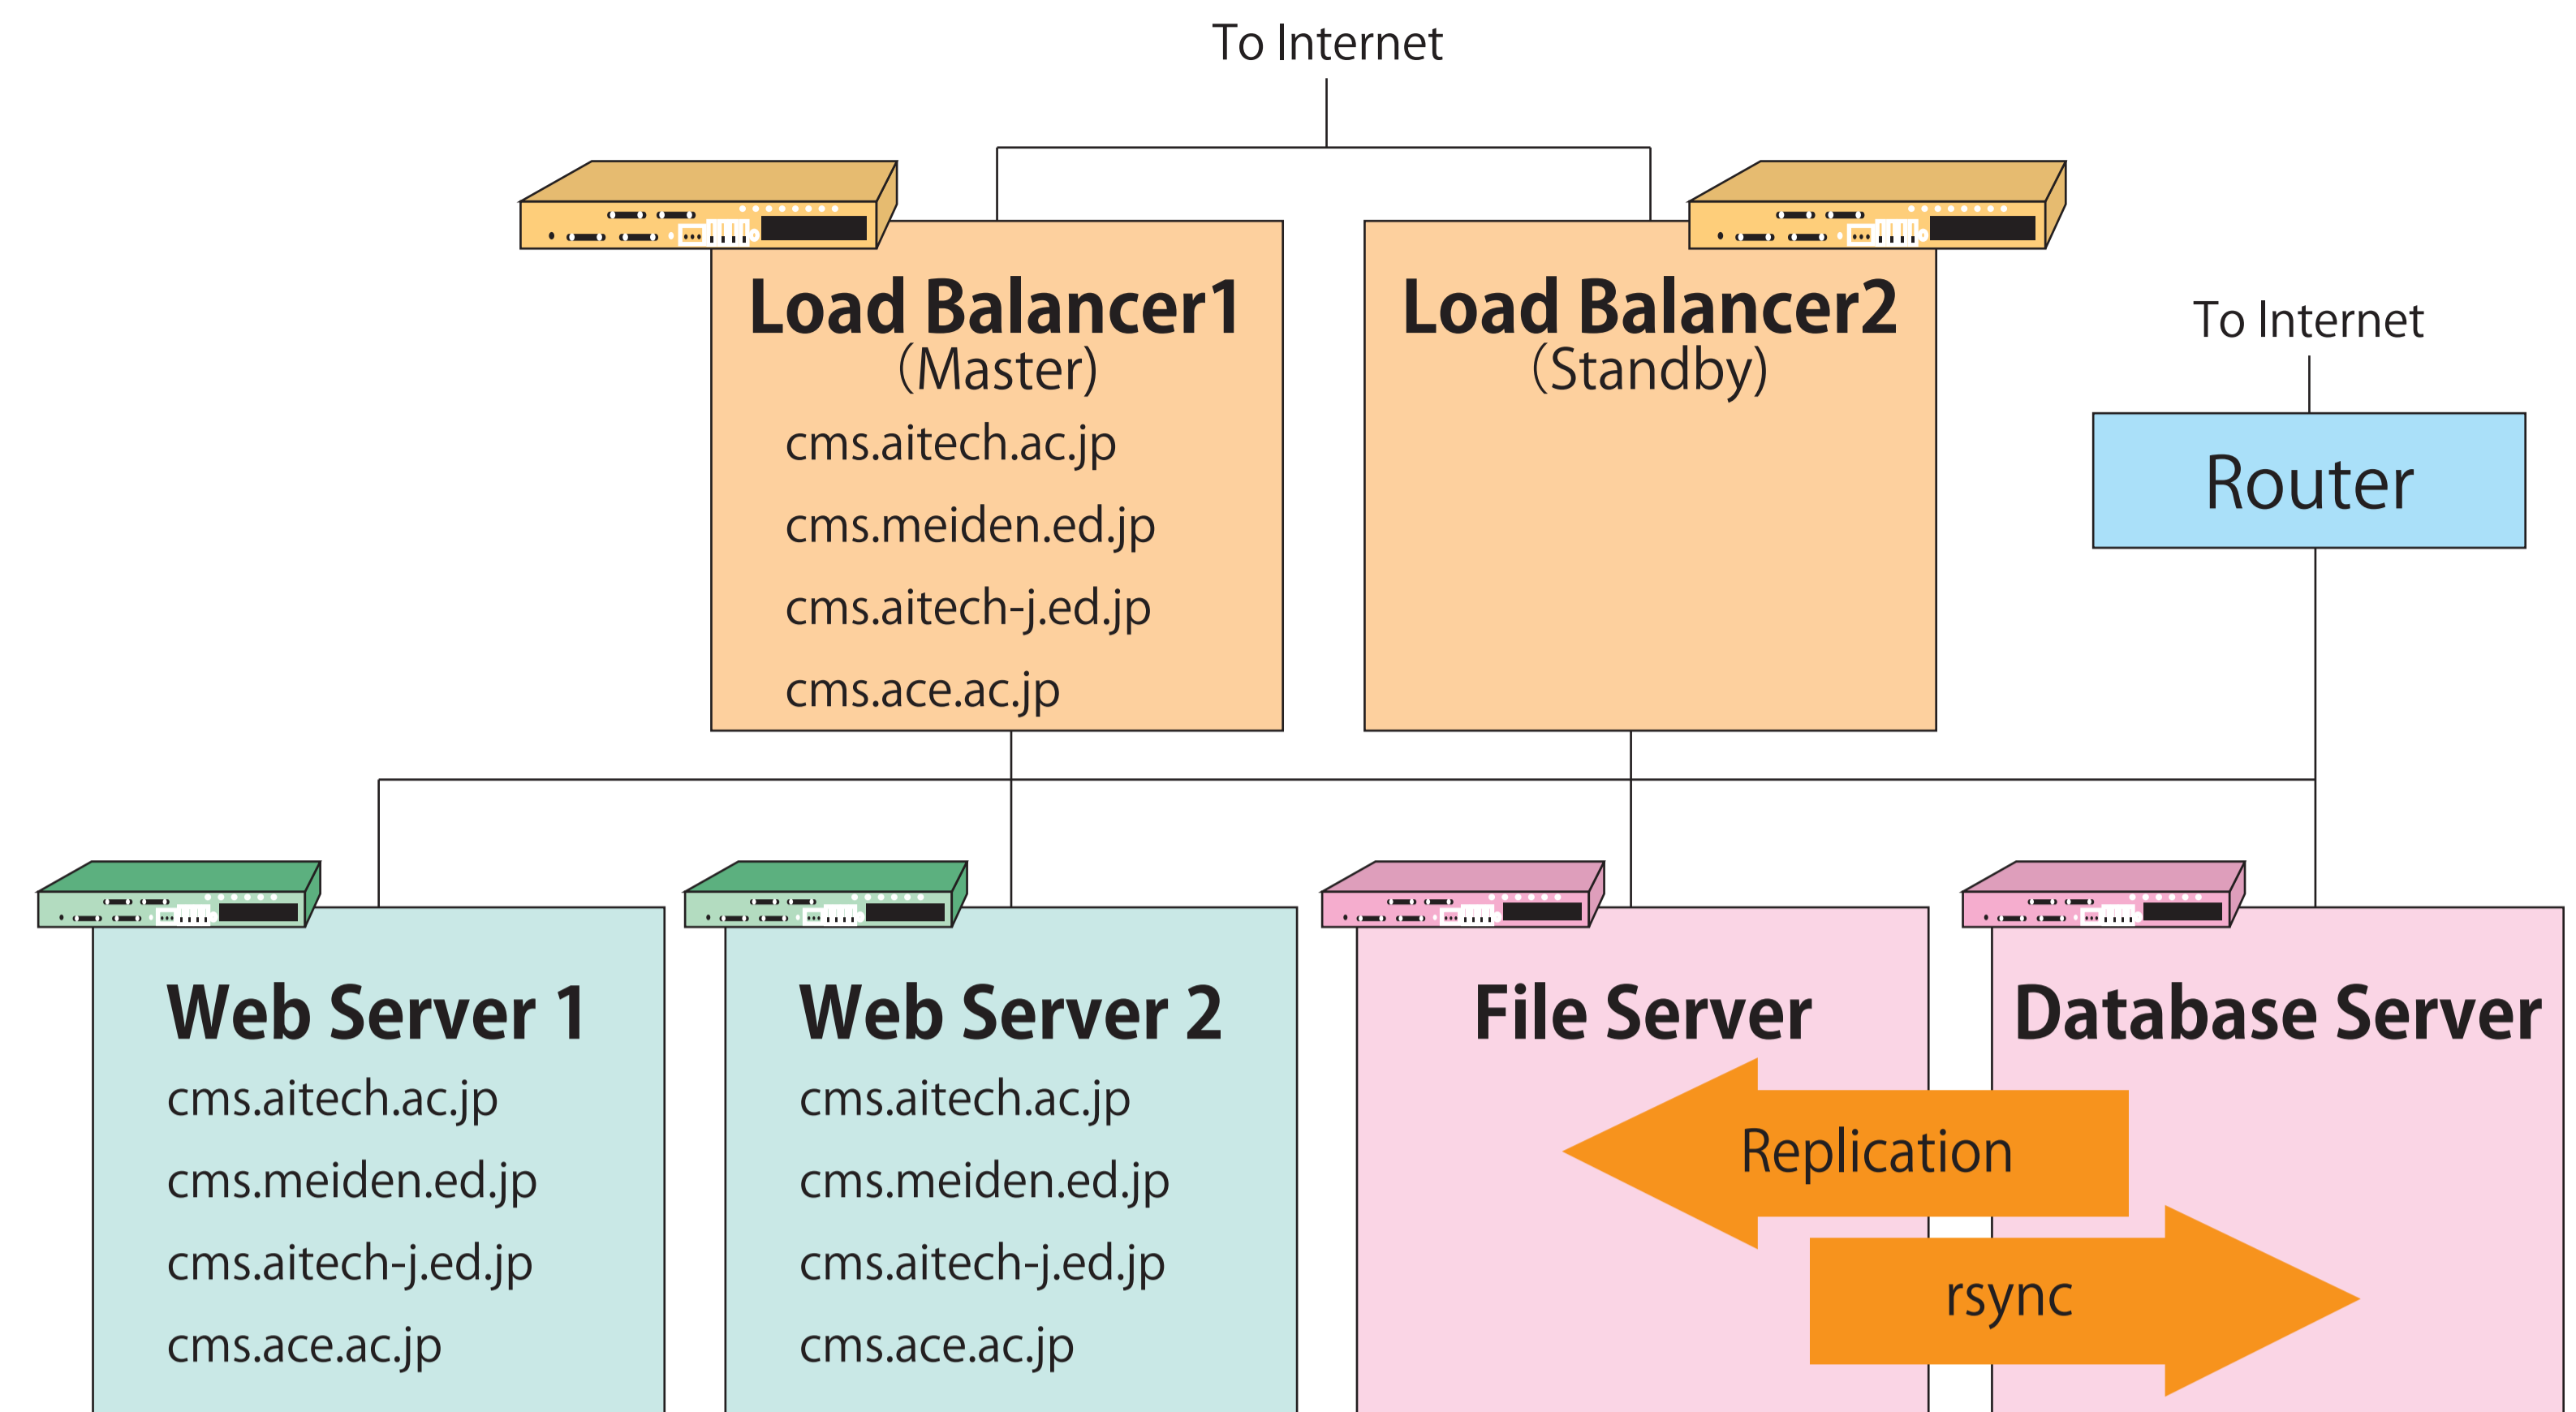 To Internet
Load Balancer1
（Master)
cms.aitech.ac.jp
cms.meiden.ed.jp
cms.aitech-j.ed.jp
cms.ace.ac.jp
Load Balancer2
（Standby)
To Internet
Router
Web Server 1
cms.aitech.ac.jp
cms.meiden.ed.jp
cms.aitech-j.ed.jp
cms.ace.ac.jp
Web Server 2
cms.aitech.ac.jp
cms.meiden.ed.jp
cms.aitech-j.ed.jp
cms.ace.ac.jp
File Server
Database Server
Replication
rsync